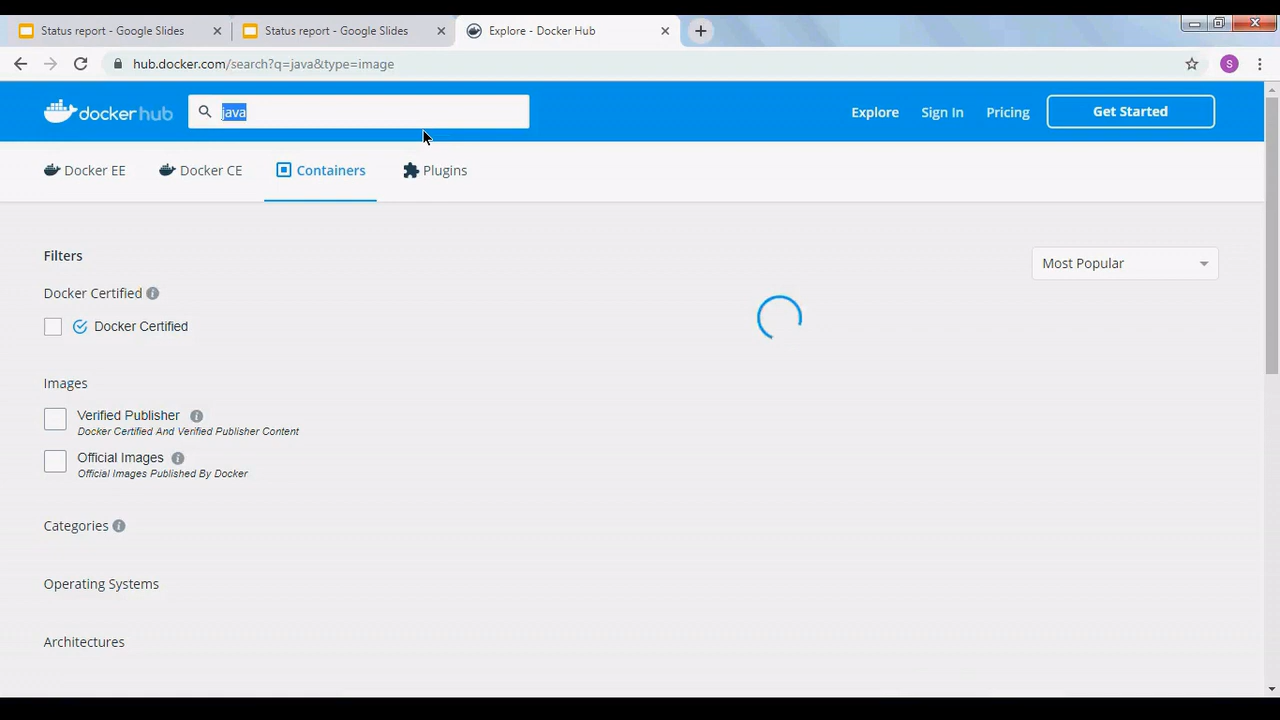 Status report - Google Slides
Status report - Google Slides
Explore - Docker Hub
hub.docker.com/search?q=java&type=image
S
dockerhub
java
Explore
Sign In
Pricing
Get Started
Docker EE
Docker CE
Containers
Plugins
Filters
Most Popular
Docker Certified
Docker Certified
Images
Verified Publisher
Docker Certified And Verified Publisher Content
Official Images
Official Images Published By Docker
Categories
Operating Systems
Architectures